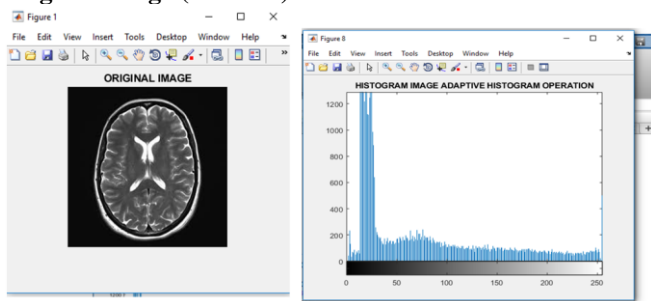 Figure 1
File Edit View Insert Tools Desktop Window Help
ORIGINAL IMAGE
Figure 8
File Edit View Insert Tools Desktop Window Help
HISTOGRAM IMAGE ADAPTIVE HISTOGRAM OPERATION
1200
1000
800
600
400
200
0
0 50 100 150 200 250